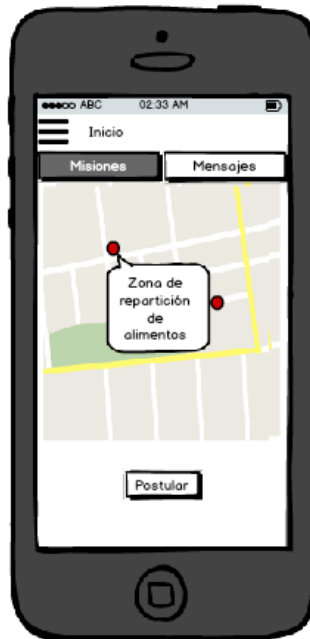 ABC 02:33 AM
Inicio
Misiones Mensajes
Zona de
repartición
de
alimentos
Postular